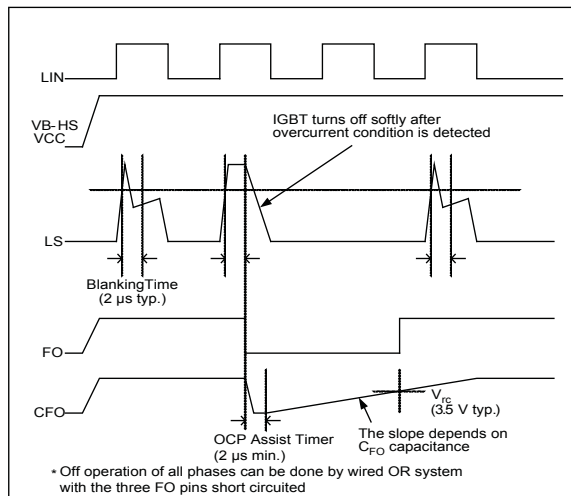 LIN
VB-HS
VCC
IGBT turns off softly after
overcurrent condition is detected
LS
BlankingTime
(2 µs typ.)
FO
CFO
Vrc
(3.5 V typ.)
OCP Assist Timer
(2 µs min.)
The slope depends on
CFO capacitance
* Off operation of all phases can be done by wired OR system
with the three FO pins short circuited